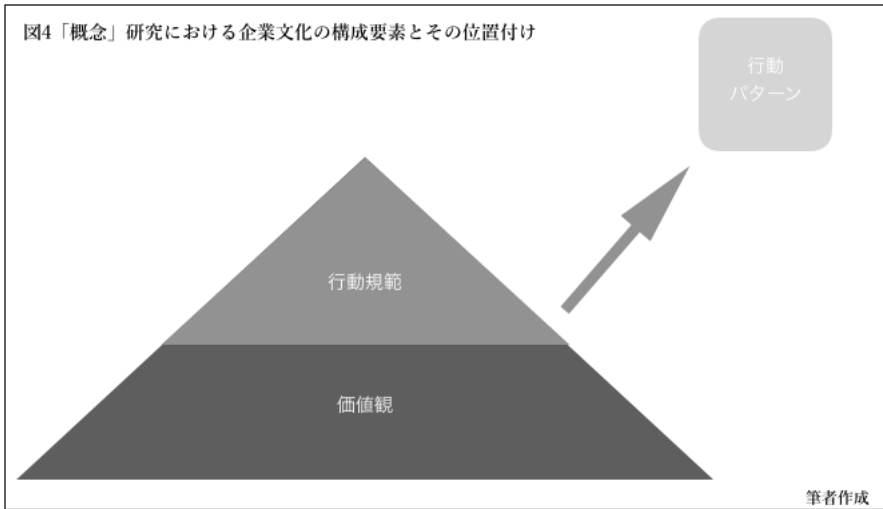 図4「概念」研究における企業文化の構成要素とその位置付け
行動
パターン
行動規範
価値観
筆者作成